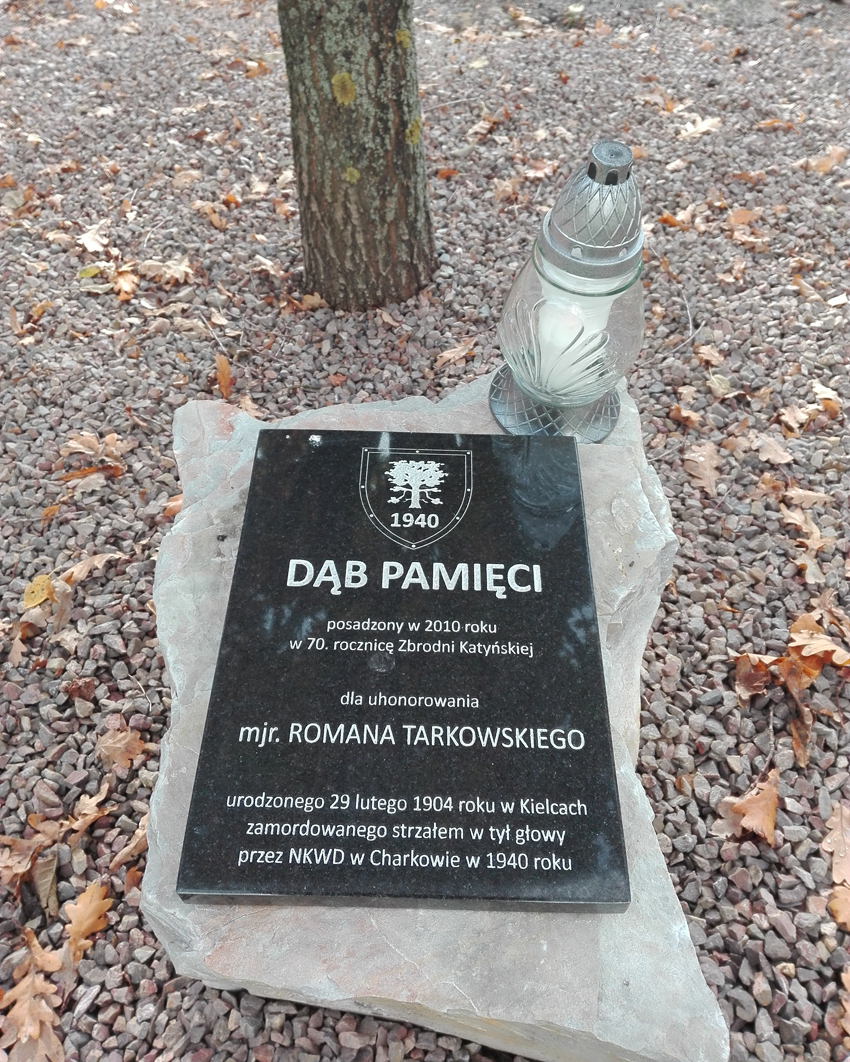 1940
DĄB PAMIĘCI
posadzony w 2010 roku
w 70. rocznicę Zbrodni Katyńskiej
dla uhonorowania
mjr. ROMANA TARKOWSKIEGO
urodzonego 29 lutego 1904 roku w Kielcach
zamordowanego strzałem w tył głowy
przez NKWD w Charkowie w 1940 roku